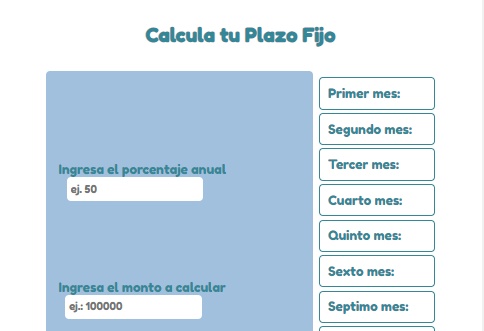 Calcula tu Plazo Fijo
Ingresa el porcentaje anual
ej. 50
Ingresa el monto a calcular
ej.: 100000
Primer mes:
Segundo mes:
Tercer mes:
Cuarto mes:
Quinto mes:
Sexto mes:
Septimo mes: